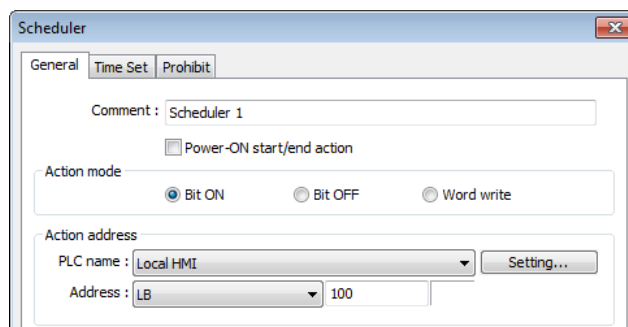 Scheduler
General Time Set Prohibit
Comment : Scheduler 1
Power-ON start/end action
Action mode
Bit ON Bit OFF Word write
Action address
PLC name : Local HMI Setting...
Address : LB 100